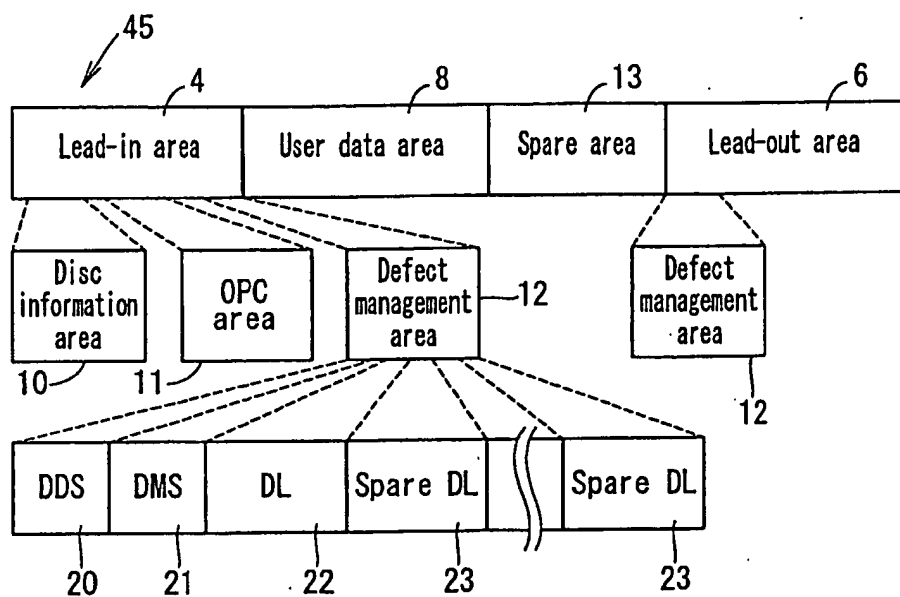 45
4
8
13
6
Lead-in area
User data area
Spare area
Lead-out area
Disc
information
area
OPC
area
Defect
management
area
12
Defect
management
area
10
11
12
DDS
DMS
DL
Spare DL
Spare DL
20
21
22
23
23